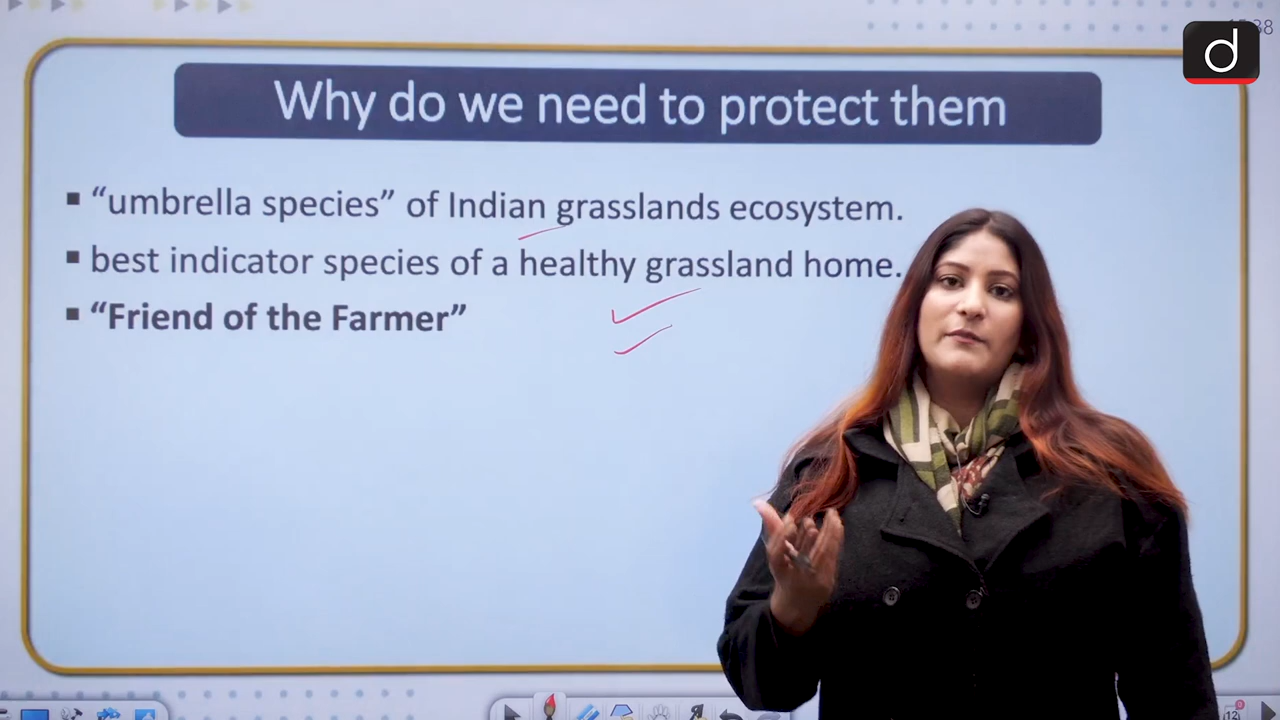 Why do we need to protect them
▪ “umbrella species” of Indian grasslands ecosystem.
▪ best indicator species of a healthy grassland home.
▪ “Friend of the Farmer”
d